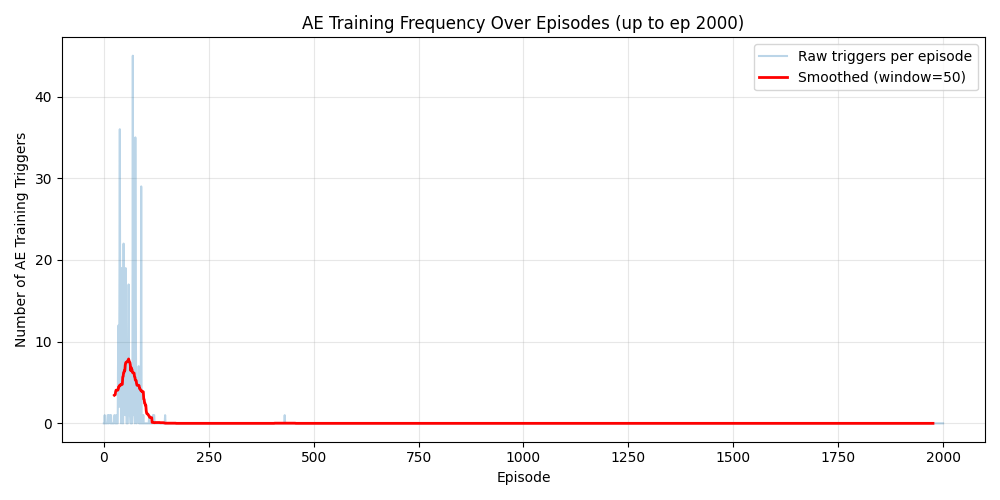 AE Training Frequency Over Episodes (up to ep 2000)
Raw triggers per episode
Smoothed (window=50)
Number of AE Training Triggers
40
30
20
10
0
0 250 500 750 1000 1250 1500 1750 2000
Episode